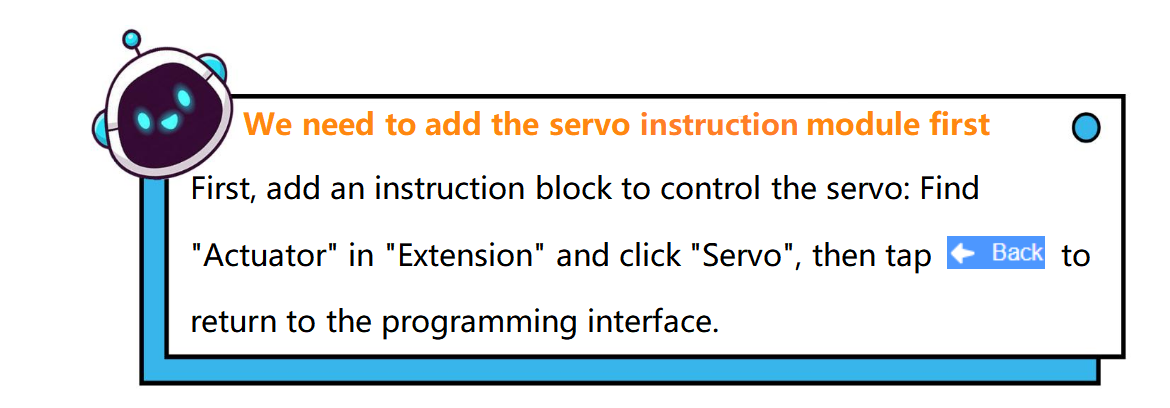 We need to add the servo instruction module first
First, add an instruction block to control the servo: Find
"Actuator" in "Extension" and click "Servo", then tap Back to
return to the programming interface.